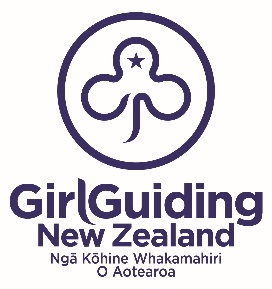 GirlGuiding
New Zealand
Ngā Kōhine Whakamahiri
O Aotearoa